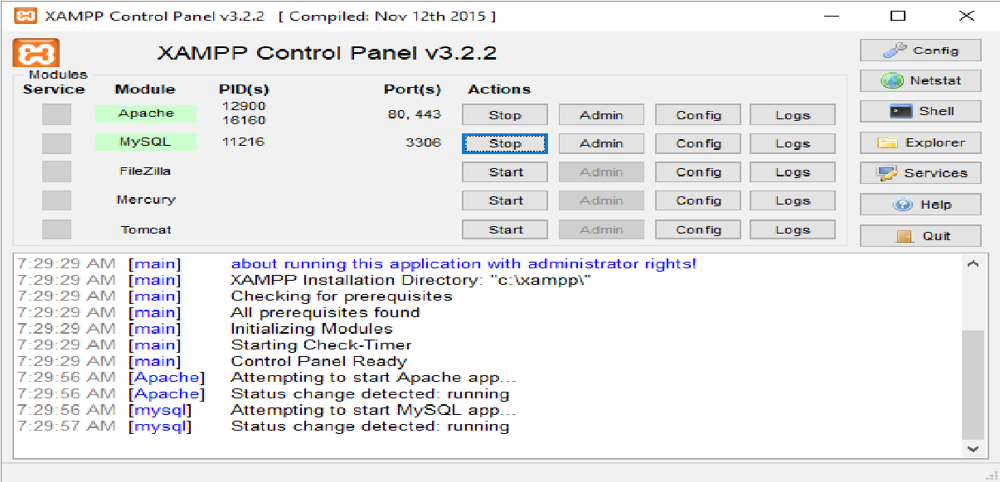 XAMPP Control Panel v3.2.2 [ Compiled: Nov 12th 2015 ]
XAMPP Control Panel v3.2.2
Config
Modules
Service Module PID(s) Port(s) Actions
Netstat
Apache 12900 16160 80, 443 Stop Admin Config Logs
Shell
MySQL 11216 3306 Stop Admin Config Logs
Explorer
FileZilla Start Admin Config Logs
Services
Mercury Start Admin Config Logs
Help
Tomcat Start Admin Config Logs
Quit
7:29:29 AM [main] about running this application with administrator rights!
7:29:29 AM [main] XAMPP Installation Directory: "c:\xampp\"
7:29:29 AM [main] Checking for prerequisites
7:29:29 AM [main] All prerequisites found
7:29:29 AM [main] Initializing Modules
7:29:29 AM [main] Starting Check-Timer
7:29:29 AM [main] Control Panel Ready
7:29:56 AM [Apache] Attempting to start Apache app...
7:29:56 AM [Apache] Status change detected: running
7:29:56 AM [mysql] Attempting to start MySQL app...
7:29:57 AM [mysql] Status change detected: running